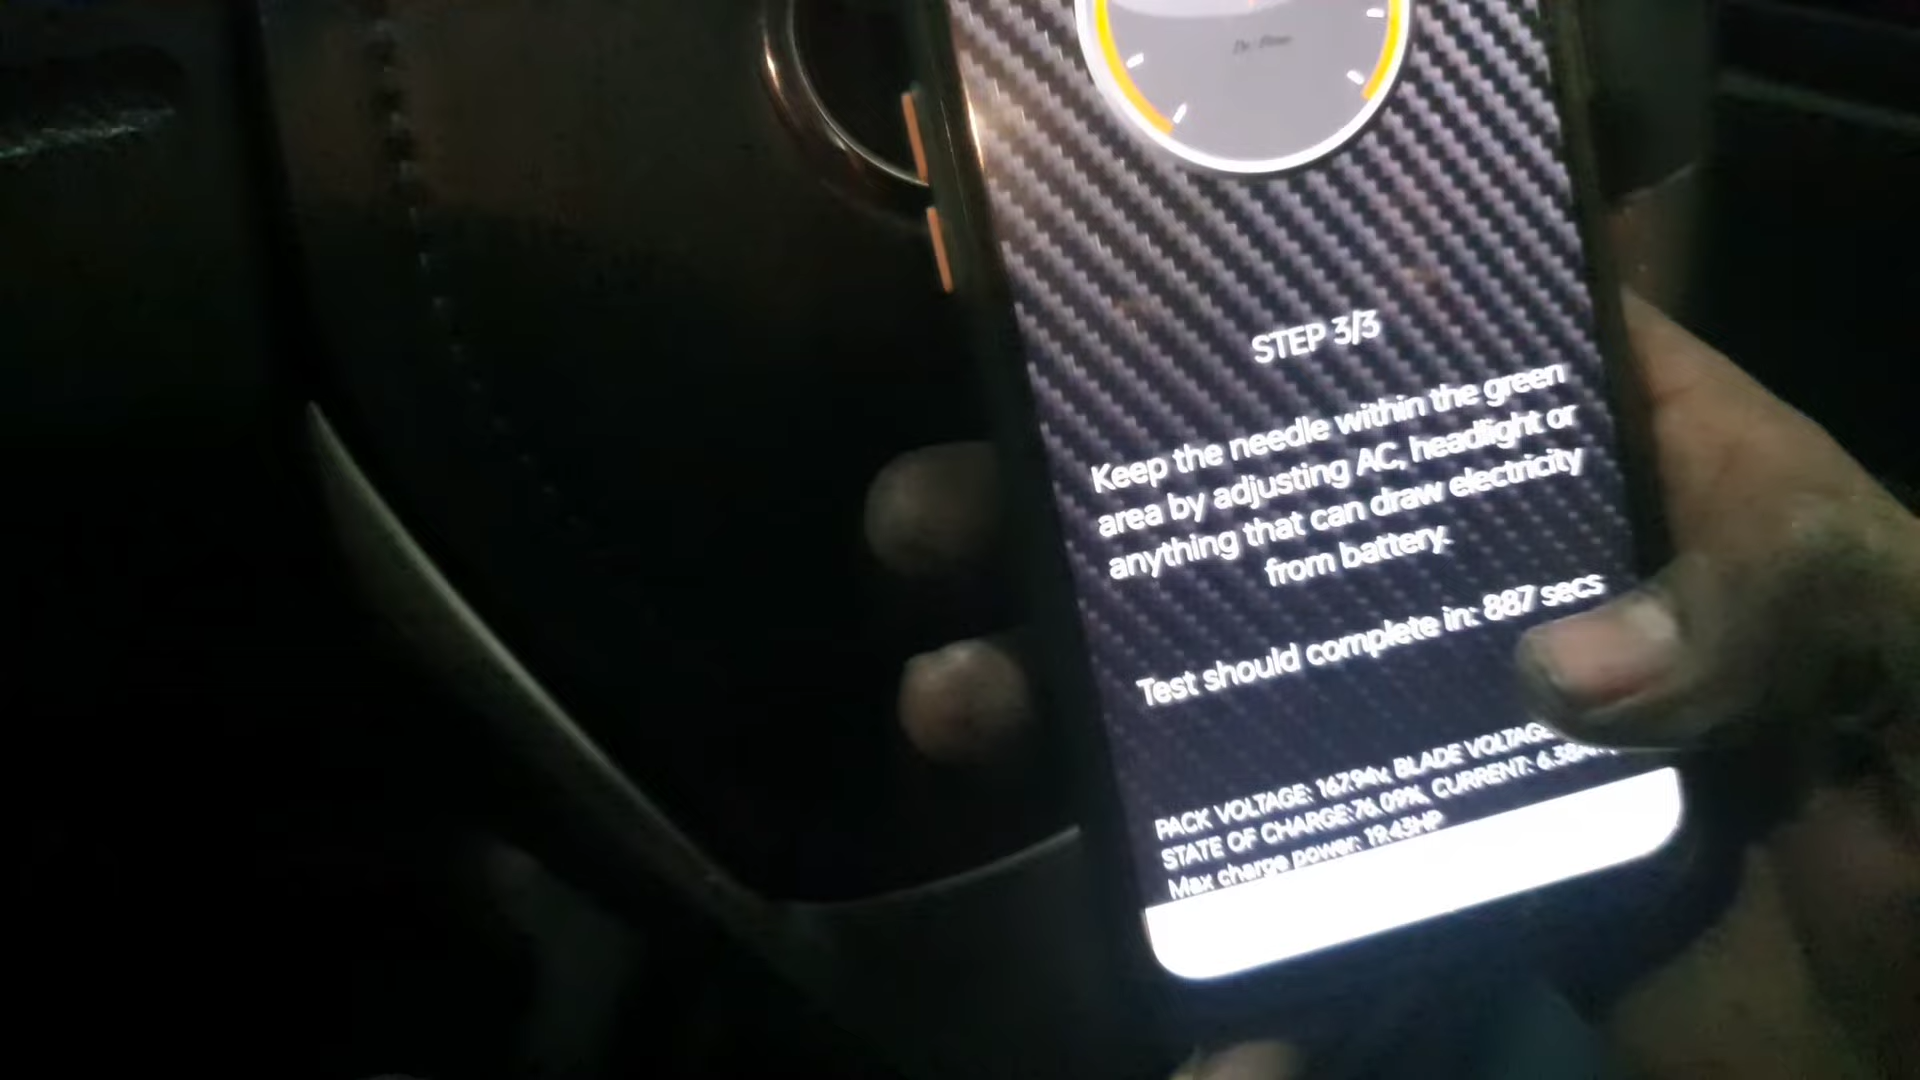 STEP 3/3
Keep the needle within the green
area by adjusting AC, headlight or
anything that can draw electricity
from battery.
Test should complete in: 887 secs
PACK VOLTAGE: 167.94v, BLADE VOLTAGE
STATE OF CHARGE:76.09%, CURRENT:
Max charge power: 19.43HP